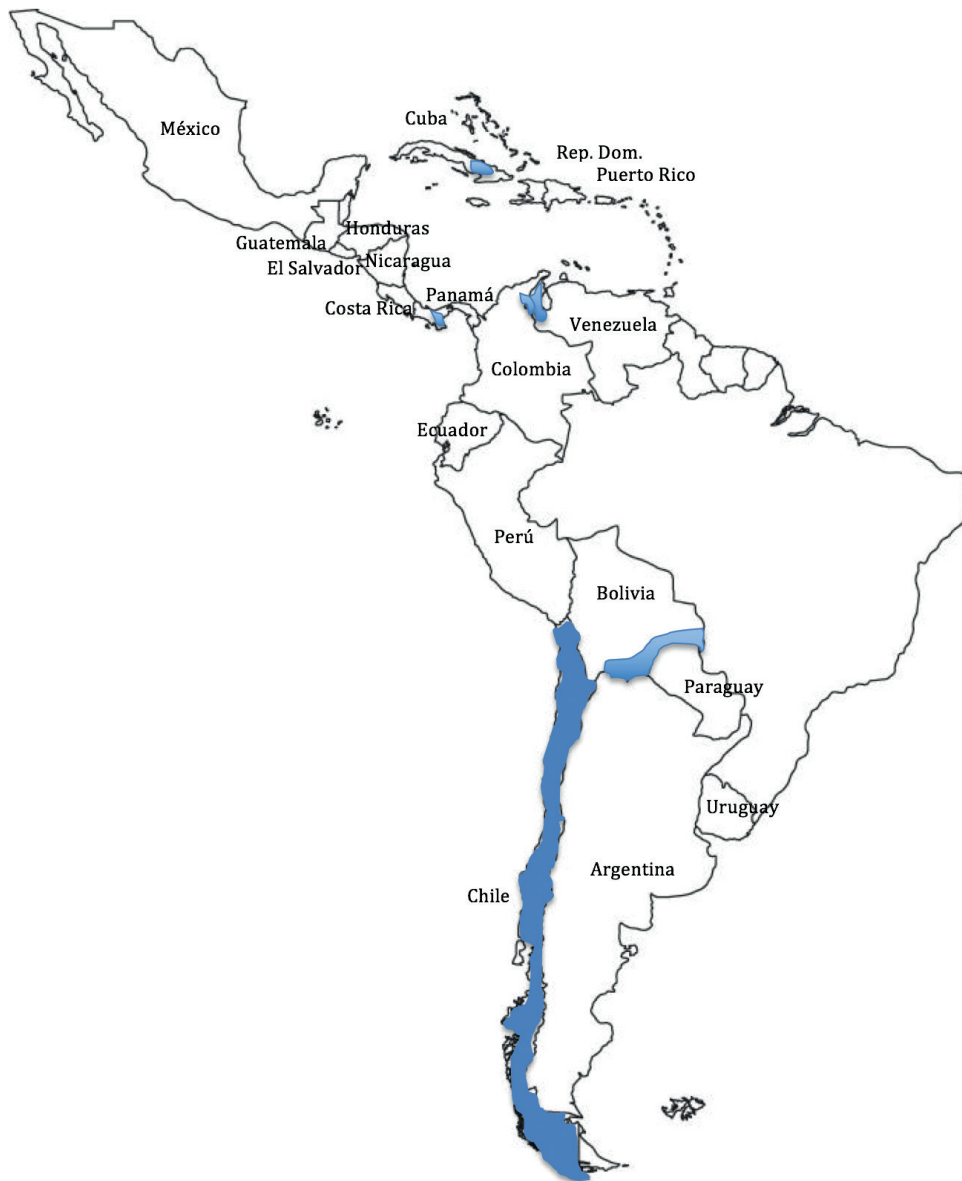 Cuba
México
Rep. Dom.
Puerto Rico
Honduras
Guatemala
Nicaragua
El Salvador
Panamá
Costa Rica
Venezuela
Colombia
Ecuador
Perú
Bolivia
Paraguay
Uruguay
Argentina
Chile